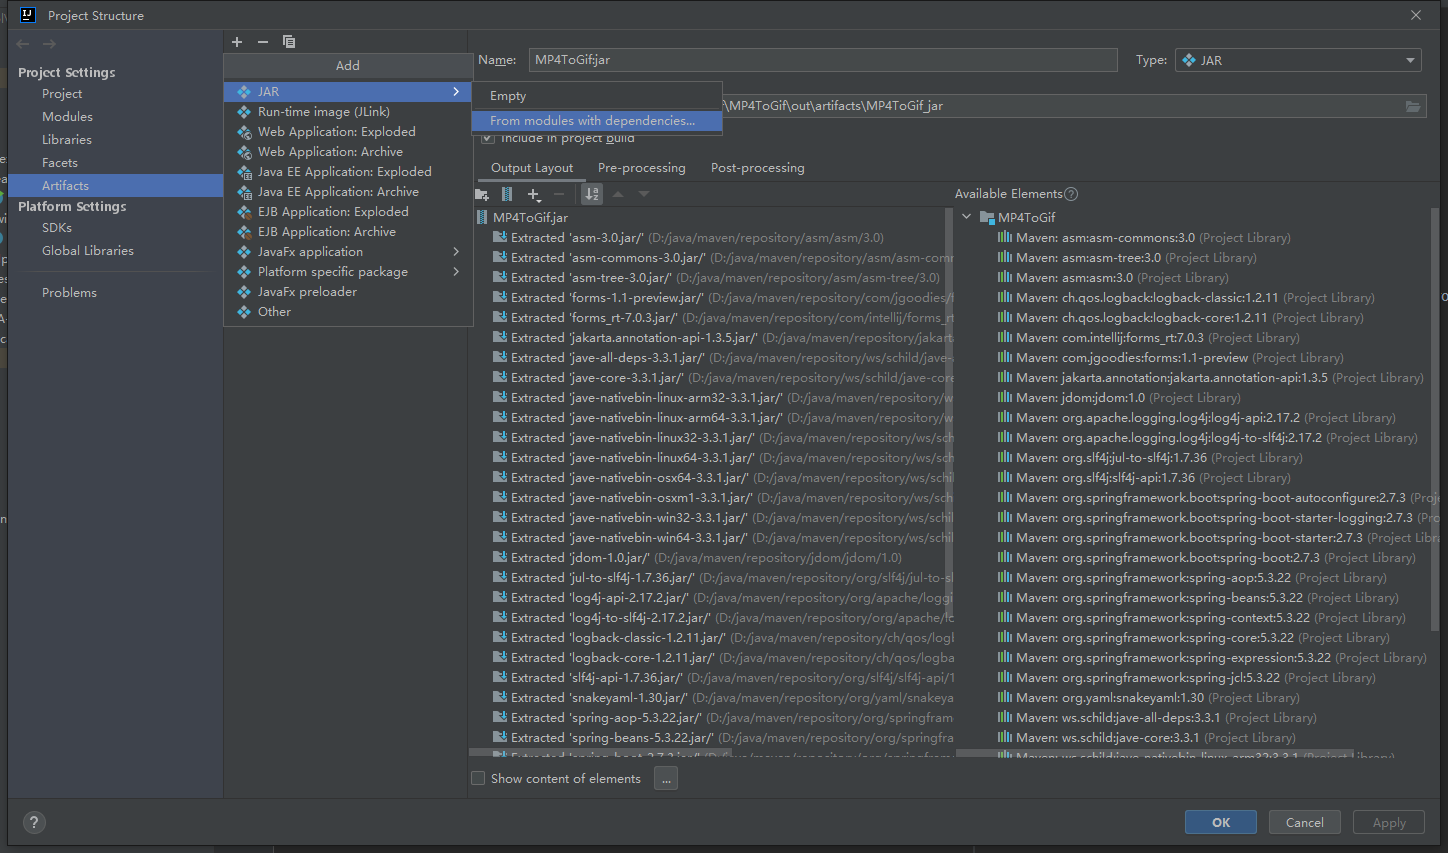 Project Structure
Project Settings
Project
Modules
Libraries
Facets
Artifacts
Platform Settings
SDKs
Global Libraries
Problems
Add
JAR
Run-time image (JLink)
Web Application: Exploded
Web Application: Archive
Java EE Application: Exploded
Java EE Application: Archive
EJB Application: Exploded
EJB Application: Archive
JavaFx application
Platform specific package
JavaFx preloader
Other
Empty
From modules with dependencies...
Name: MP4ToGif:jar
Type: JAR
\MP4ToGif\out\artifacts\MP4ToGif_jar
Include in project build
Output Layout Pre-processing Post-processing
MP4ToGif.jar
Extracted 'asm-3.0.jar/' (D:/java/maven/repository/asm/asm/3.0)
Extracted 'asm-commons-3.0.jar/' (D:/java/maven/repository/asm/asm-com
Extracted 'asm-tree-3.0.jar/' (D:/java/maven/repository/asm/asm-tree/3.0)
Extracted 'forms-1.1-preview.jar/' (D:/java/maven/repository/com/jgoodies/f
Extracted 'forms_rt-7.0.3.jar/' (D:/java/maven/repository/com/intellij/forms_rt
Extracted 'jakarta.annotation-api-1.3.5.jar/' (D:/java/maven/repository/jakart
Extracted 'jave-all-deps-3.3.1.jar/' (D:/java/maven/repository/ws/schild/jave-
Extracted 'jave-core-3.3.1.jar/' (D:/java/maven/repository/ws/schild/jave-core
Extracted 'jave-nativebin-linux-arm32-3.3.1.jar/' (D:/java/maven/repository/w
Extracted 'jave-nativebin-linux-arm64-3.3.1.jar/' (D:/java/maven/repository/w
Extracted 'jave-nativebin-linux32-3.3.1.jar/' (D:/java/maven/repository/ws/sch
Extracted 'jave-nativebin-linux64-3.3.1.jar/' (D:/java/maven/repository/ws/sch
Extracted 'jave-nativebin-osx64-3.3.1.jar/' (D:/java/maven/repository/ws/schil
Extracted 'jave-nativebin-osxm1-3.3.1.jar/' (D:/java/maven/repository/ws/sch
Extracted 'jave-nativebin-win32-3.3.1.jar/' (D:/java/maven/repository/ws/schil
Extracted 'jave-nativebin-win64-3.3.1.jar/' (D:/java/maven/repository/ws/schil
Extracted 'jdom-1.0.jar/' (D:/java/maven/repository/jdom/jdom/1.0)
Extracted 'jul-to-slf4j-1.7.36.jar/' (D:/java/maven/repository/org/slf4j/jul-to-sl
Extracted 'log4j-api-2.17.2.jar/' (D:/java/maven/repository/org/apache/loggi
Extracted 'log4j-to-slf4j-2.17.2.jar/' (D:/java/maven/repository/org/apache/lo
Extracted 'logback-classic-1.2.11.jar/' (D:/java/maven/repository/ch/qos/logb
Extracted 'logback-core-1.2.11.jar/' (D:/java/maven/repository/ch/qos/logba
Extracted 'slf4j-api-1.7.36.jar/' (D:/java/maven/repository/org/slf4j/slf4j-api/1
Extracted 'snakeyaml-1.30.jar/' (D:/java/maven/repository/org/yaml/snakeya
Extracted 'spring-aop-5.3.22.jar/' (D:/java/maven/repository/org/springfram
Extracted 'spring-beans-5.3.22.jar/' (D:/java/maven/repository/org/springfra
Available Elements
MP4ToGif
Maven: asm:asm-commons:3.0 (Project Library)
Maven: asm:asm-tree:3.0 (Project Library)
Maven: asm:asm:3.0 (Project Library)
Maven: ch.qos.logback:logback-classic:1.2.11 (Project Library)
Maven: ch.qos.logback:logback-core:1.2.11 (Project Library)
Maven: com.intellij:forms_rt:7.0.3 (Project Library)
Maven: com.jgoodies:forms:1.1-preview (Project Library)
Maven: jakarta.annotation:jakarta.annotation-api:1.3.5 (Project Library)
Maven: jdom:jdom:1.0 (Project Library)
Maven: org.apache.logging.log4j:log4j-api:2.17.2 (Project Library)
Maven: org.apache.logging.log4j:log4j-to-slf4j:2.17.2 (Project Library)
Maven: org.slf4j:jul-to-slf4j:1.7.36 (Project Library)
Maven: org.slf4j:slf4j-api:1.7.36 (Project Library)
Maven: org.springframework.boot:spring-boot-autoconfigure:2.7.3 (Proje
Maven: org.springframework.boot:spring-boot-starter-logging:2.7.3 (Pro
Maven: org.springframework.boot:spring-boot-starter:2.7.3 (Project Libra
Maven: org.springframework.boot:spring-boot:2.7.3 (Project Library)
Maven: org.springframework:spring-aop:5.3.22 (Project Library)
Maven: org.springframework:spring-beans:5.3.22 (Project Library)
Maven: org.springframework:spring-context:5.3.22 (Project Library)
Maven: org.springframework:spring-core:5.3.22 (Project Library)
Maven: org.springframework:spring-expression:5.3.22 (Project Library)
Maven: org.springframework:spring-jcl:5.3.22 (Project Library)
Maven: org.yaml:snakeyaml:1.30 (Project Library)
Maven: ws.schild:jave-all-deps:3.3.1 (Project Library)
Maven: ws.schild:jave-core:3.3.1 (Project Library)
Maven: ws.schild:jave-nativebin-linux-arm32:3.3.1 (Project Library)
Show content of elements ...
OK Cancel Apply